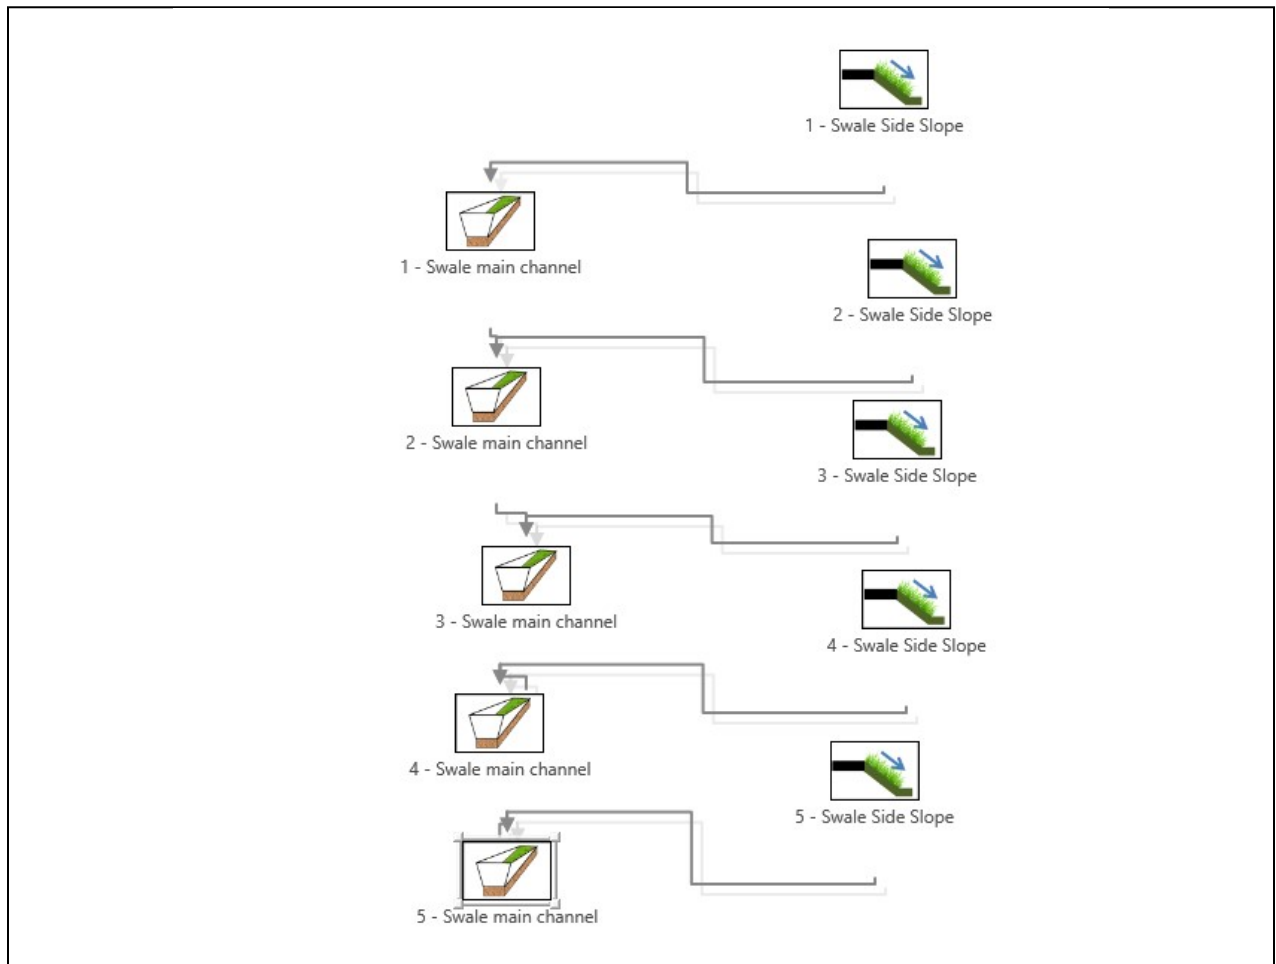 1 - Swale Side Slope
1 - Swale main channel
2 - Swale Side Slope
2 - Swale main channel
3 - Swale Side Slope
3 - Swale main channel
4 - Swale Side Slope
4 - Swale main channel
5 - Swale Side Slope
5 - Swale main channel